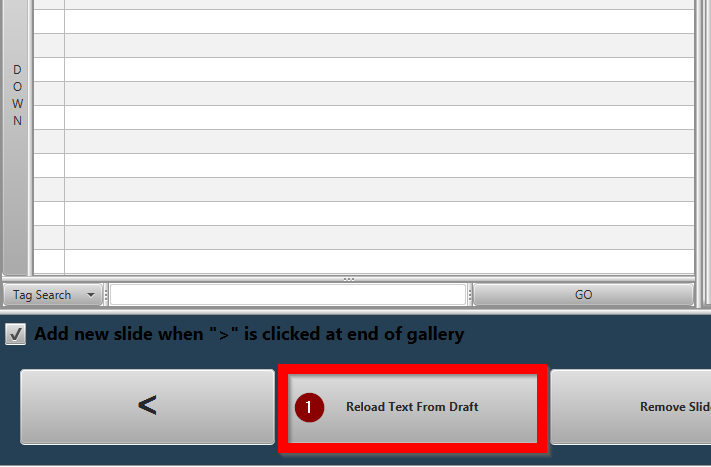 D
O
W
N
Tag Search
GO
Add new slide when ">" is clicked at end of gallery
<
1
Reload Text From Draft
Remove Slid